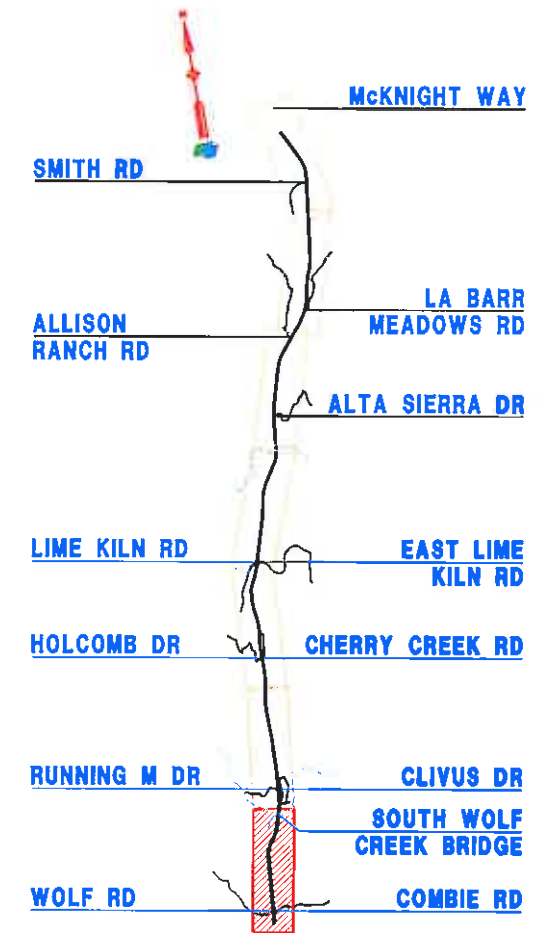 McKNIGHT WAY
SMITH RD
LA BARR
MEADOWS RD
ALLISON
RANCH RD
ALTA SIERRA DR
LIME KILN RD
EAST LIME
KILN RD
HOLCOMB DR
CHERRY CREEK RD
RUNNING M DR
CLIVUS DR
SOUTH WOLF
CREEK BRIDGE
WOLF RD
COMBIE RD